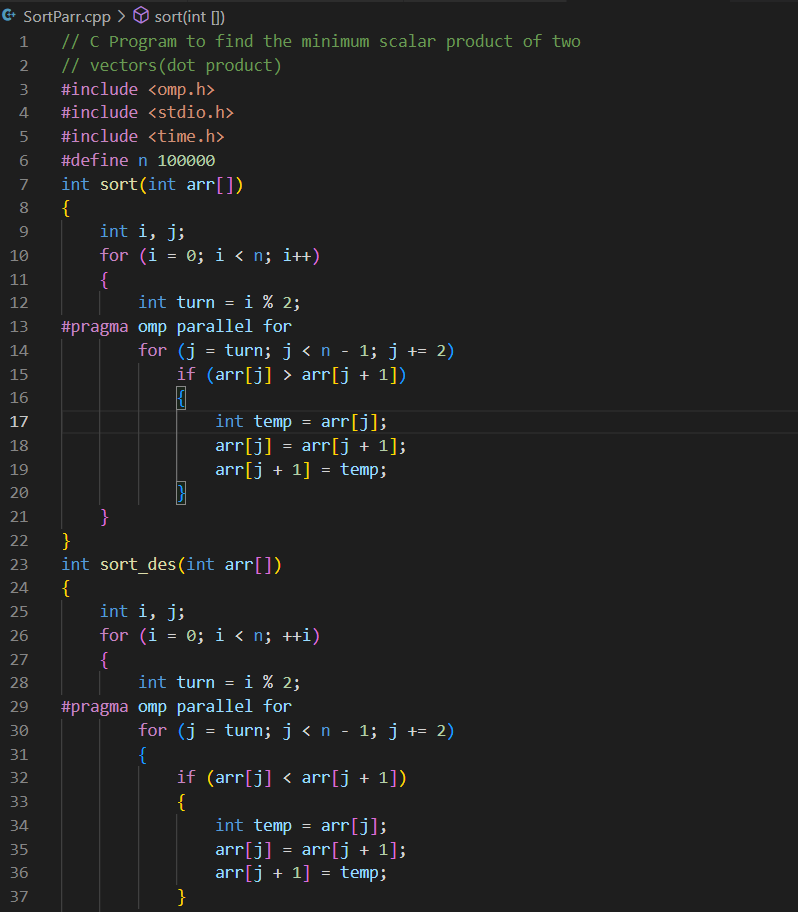 SortParr.cpp > sort(int [])
1 // C Program to find the minimum scalar product of two
2 // vectors(dot product)
3 #include <omp.h>
4 #include <stdio.h>
5 #include <time.h>
6 #define n 100000
7 int sort(int arr[])
8 {
9     int i, j;
10     for (i = 0; i < n; i++)
11     {
12         int turn = i % 2;
13 #pragma omp parallel for
14         for (j = turn; j < n - 1; j += 2)
15             if (arr[j] > arr[j + 1])
16             {
17                 int temp = arr[j];
18                 arr[j] = arr[j + 1];
19                 arr[j + 1] = temp;
20             }
21     }
22 }
23 int sort_des(int arr[])
24 {
25     int i, j;
26     for (i = 0; i < n; ++i)
27     {
28         int turn = i % 2;
29 #pragma omp parallel for
30         for (j = turn; j < n - 1; j += 2)
31         {
32             if (arr[j] < arr[j + 1])
33             {
34                 int temp = arr[j];
35                 arr[j] = arr[j + 1];
36                 arr[j + 1] = temp;
37             }